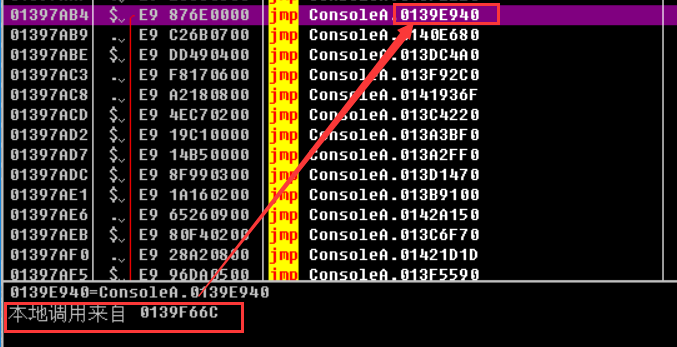 01397AB4 $ E9 876E0000 jmp ConsoleA.0139E940
01397AB9 . E9 C26B0700 jmp ConsoleA.0140E680
01397ABE $ E9 DD490400 jmp ConsoleA.013DC4A0
01397AC3 . E9 F8170600 jmp ConsoleA.013F92C0
01397AC8 . E9 A2180800 jmp ConsoleA.0141936F
01397ACD $ E9 4EC70200 jmp ConsoleA.013C4220
01397AD2 . E9 19C10000 jmp ConsoleA.013A3BF0
01397AD7 $ E9 14B50000 jmp ConsoleA.013A2FF0
01397ADC $ E9 8F990300 jmp ConsoleA.013D1470
01397AE1 $ E9 1A160200 jmp ConsoleA.013B9100
01397AE6 . E9 65260900 jmp ConsoleA.0142A150
01397AEB $ E9 80F40200 jmp ConsoleA.013C6F70
01397AF0 . E9 28A20800 jmp ConsoleA.01421D1D
01397AF5 $ E9 96DA0500 jmp ConsoleA.013F5590
0139E940=ConsoleA.0139E940
本地调用来自 0139F66C